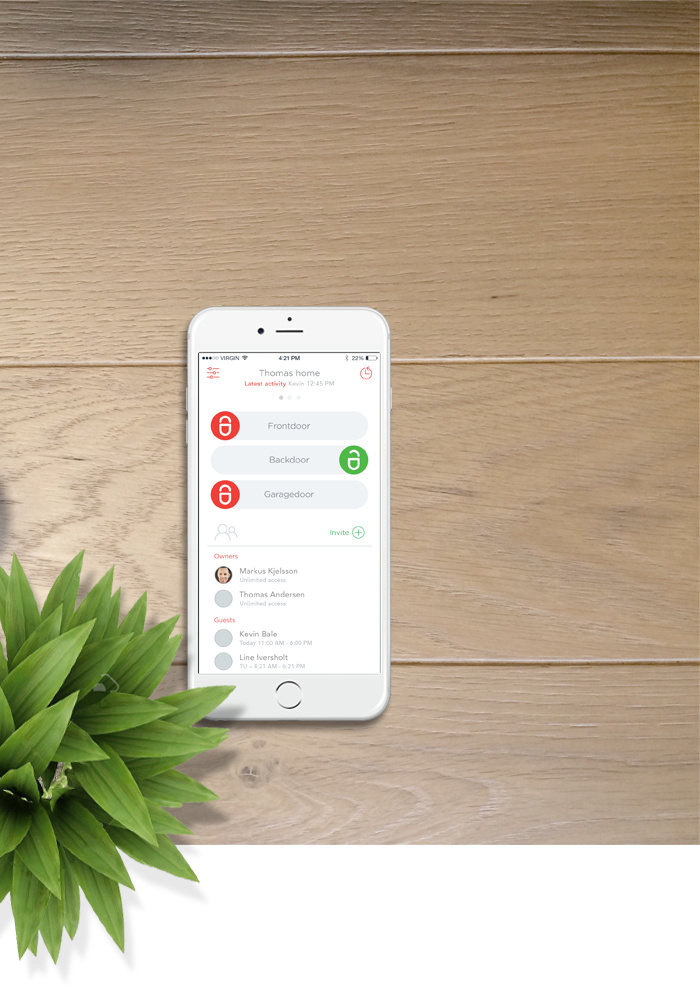 VIRGIN 4:21 PM 22%
Thomas home
Latest activity Kevin 12:45 PM
Frontdoor
Backdoor
Garagedoor
Invite
Owners
Markus Kjelsson
Unlimited access
Thomas Andersen
Unlimited access
Guests
Kevin Bale
Today 11:00 AM - 6:00 PM
Line Iversholt
TU - 4:21 AM - 6:21 PM